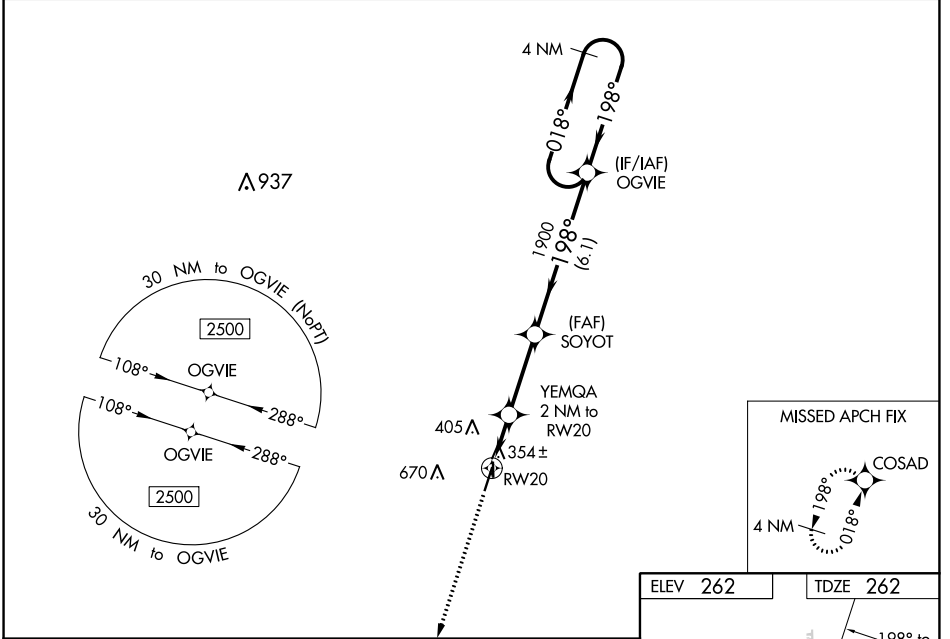 4 NM
018°
198°
(IF/IAF)
OGVIE
937
1900
198°
(6.1)
30 NM to OGVIE (NoPT)
2500
OGVIE
108°
288°
108°
288°
OGVIE
2500
30 NM to OGVIE
(FAF)
SOYOT
YEMQA
2 NM to
RW20
405
354±
670
RW20
MISSED APCH FIX
COSAD
198°
018°
4 NM
ELEV 262
TDZE 262
198° to